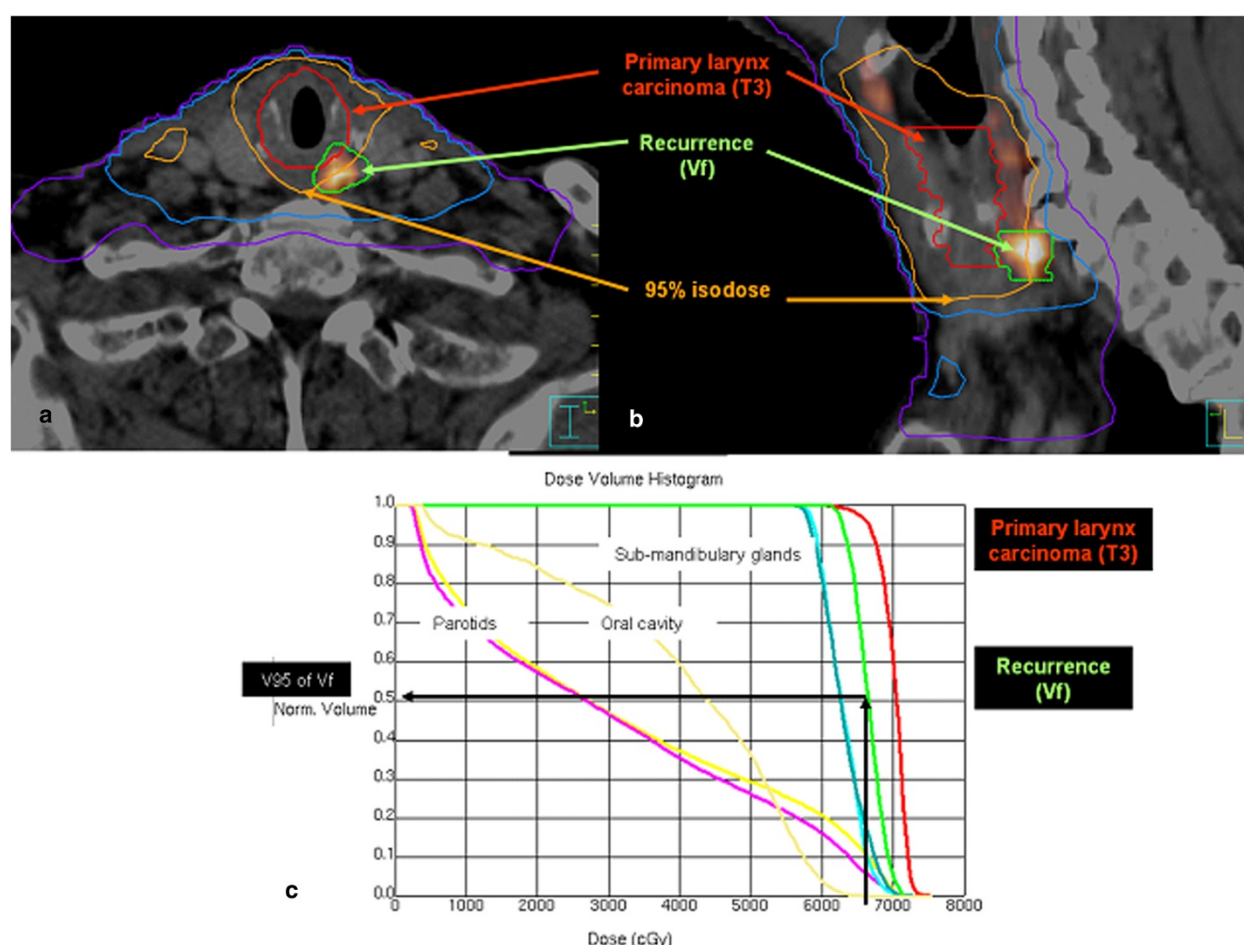 Primary larynx
carcinoma (T3)
Recurrence
(Vf)
95% isodose
a
b
Dose Volume Histogram
1.0
0.9
0.8
0.7
0.6
0.5
0.4
0.3
0.2
0.1
0.0
Sub-mandibulary glands
Parotids
Oral cavity
V95 of Vf
Norm. Volume
Primary larynx
carcinoma (T3)
Recurrence
(Vf)
c
0 1000 2000 3000 4000 5000 6000 7000 8000
Dose (cGy)